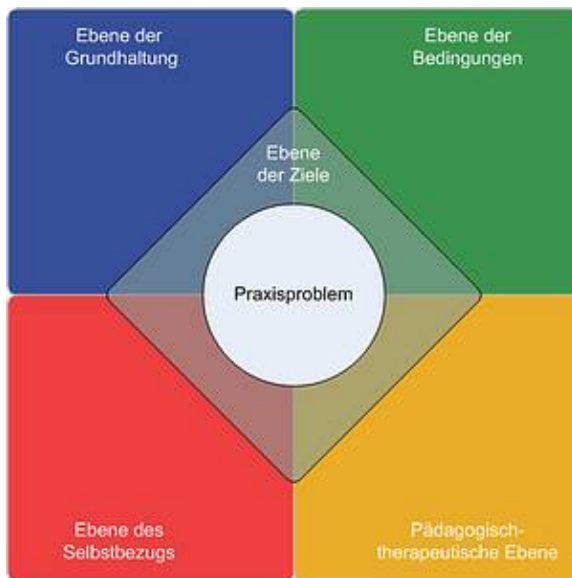 Ebene der
Grundhaltung
Ebene der
Bedingungen
Ebene
der Ziele
Praxisproblem
Ebene des
Selbstbezugs
Pädagogisch-
therapeutische Ebene